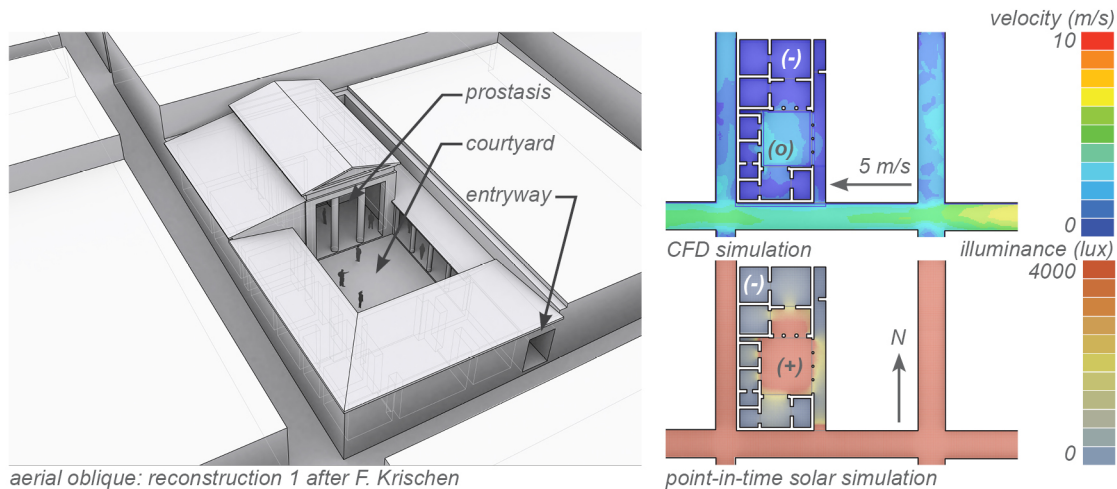 prostasis
courtyard
entryway
aerial oblique: reconstruction 1 after F. Krischen
velocity (m/s)
10
0
(-)
(o)
5 m/s
CFD simulation
illuminance (lux)
4000
0
(-)
(+)
N
point-in-time solar simulation